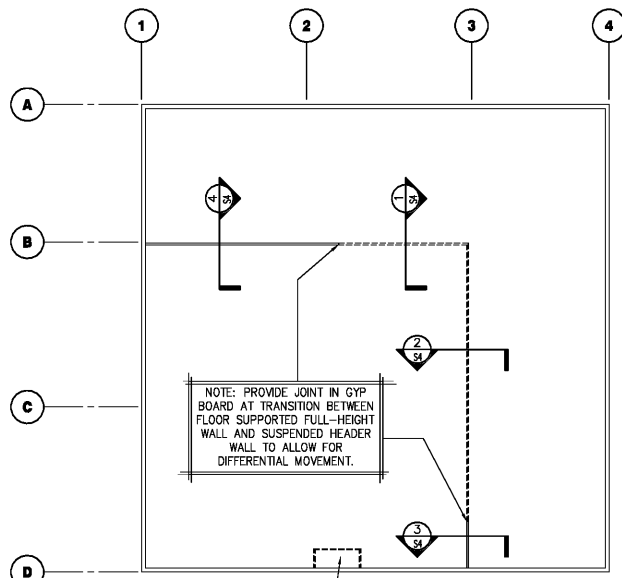 1
2
3
4
A
4
S4
1
S4
B
2
S4
C
NOTE: PROVIDE JOINT IN GYP
BOARD AT TRANSITION BETWEEN
FLOOR SUPPORTED FULL-HEIGHT
WALL AND SUSPENDED HEADER
WALL TO ALLOW FOR
DIFFERENTIAL MOVEMENT.
3
S4
D